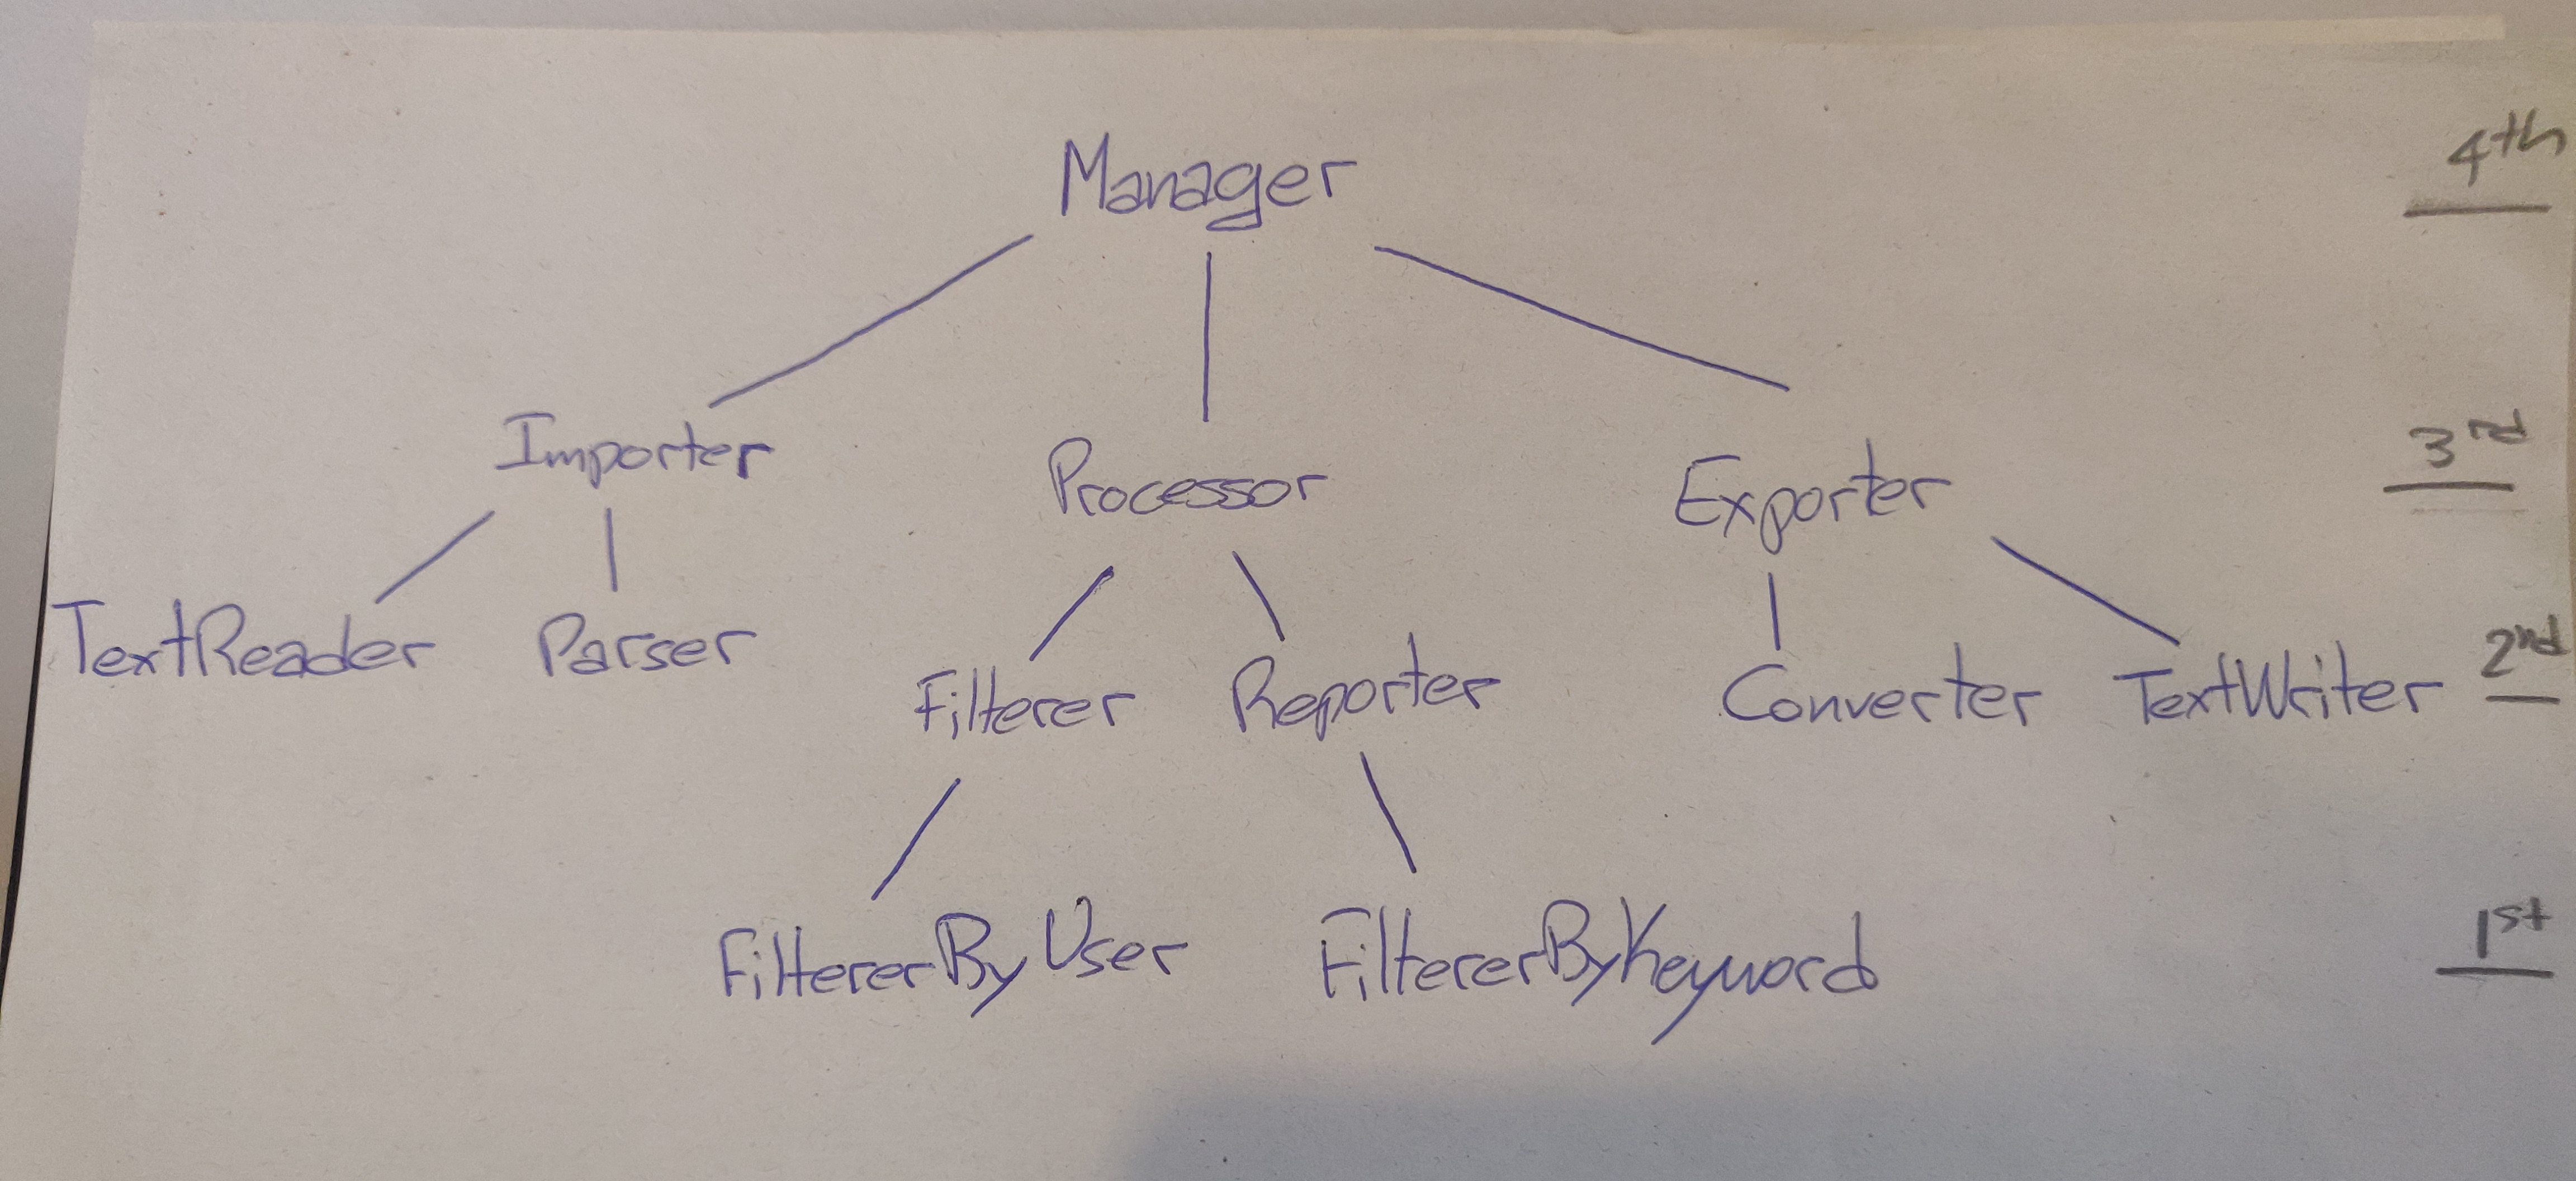 Manager 4th
Importer Processor Exporter 3rd
TextReader Parser Filterer Reporter Converter TextWriter 2nd
FiltererByUser FiltererByKeyword 1st